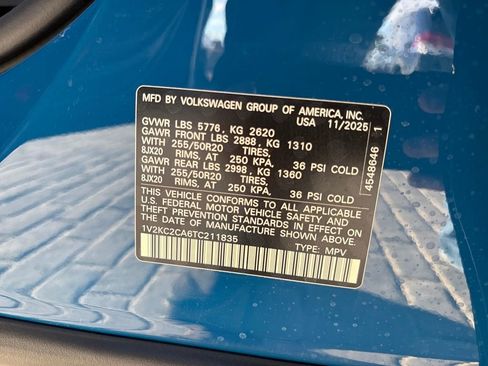 MFD BY VOLKSWAGEN GROUP OF AMERICA, INC.
USA 11/2025
GVWR LBS 5776, KG 2620
GAWR FRONT LBS 2888, KG 1310
WITH 255/50R20 TIRES,
8JX20 RIMS, AT 250 KPA, 36 PSI COLD
GAWR REAR LBS 2998, KG 1360
WITH 255/50R20 TIRES,
8JX20 RIMS, AT 250 KPA, 36 PSI COLD
THIS VEHICLE CONFORMS TO ALL APPLICABLE
U.S. FEDERAL MOTOR VEHICLE SAFETY AND
THEFT PREVENTION STANDARDS IN EFFECT ON
THE DATE OF MANUFACTURE SHOWN ABOVE.
1V2KC2CA6TC211835
TYPE: MPV
4548646 1